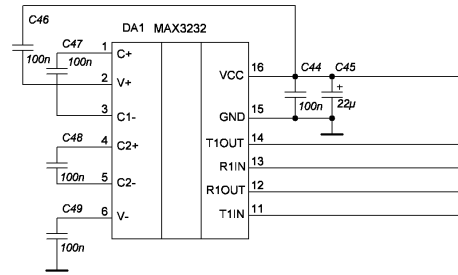 C46
DA1 MAX3232
C47
1
C+
100n
100n
2
V+
VCC
16
C44
C45
+
100n
22µ
3
C1-
GND
15
C48
4
C2+
T1OUT
14
R1IN
13
100n
5
C2-
R1OUT
12
C49
6
V-
T1IN
11
100n